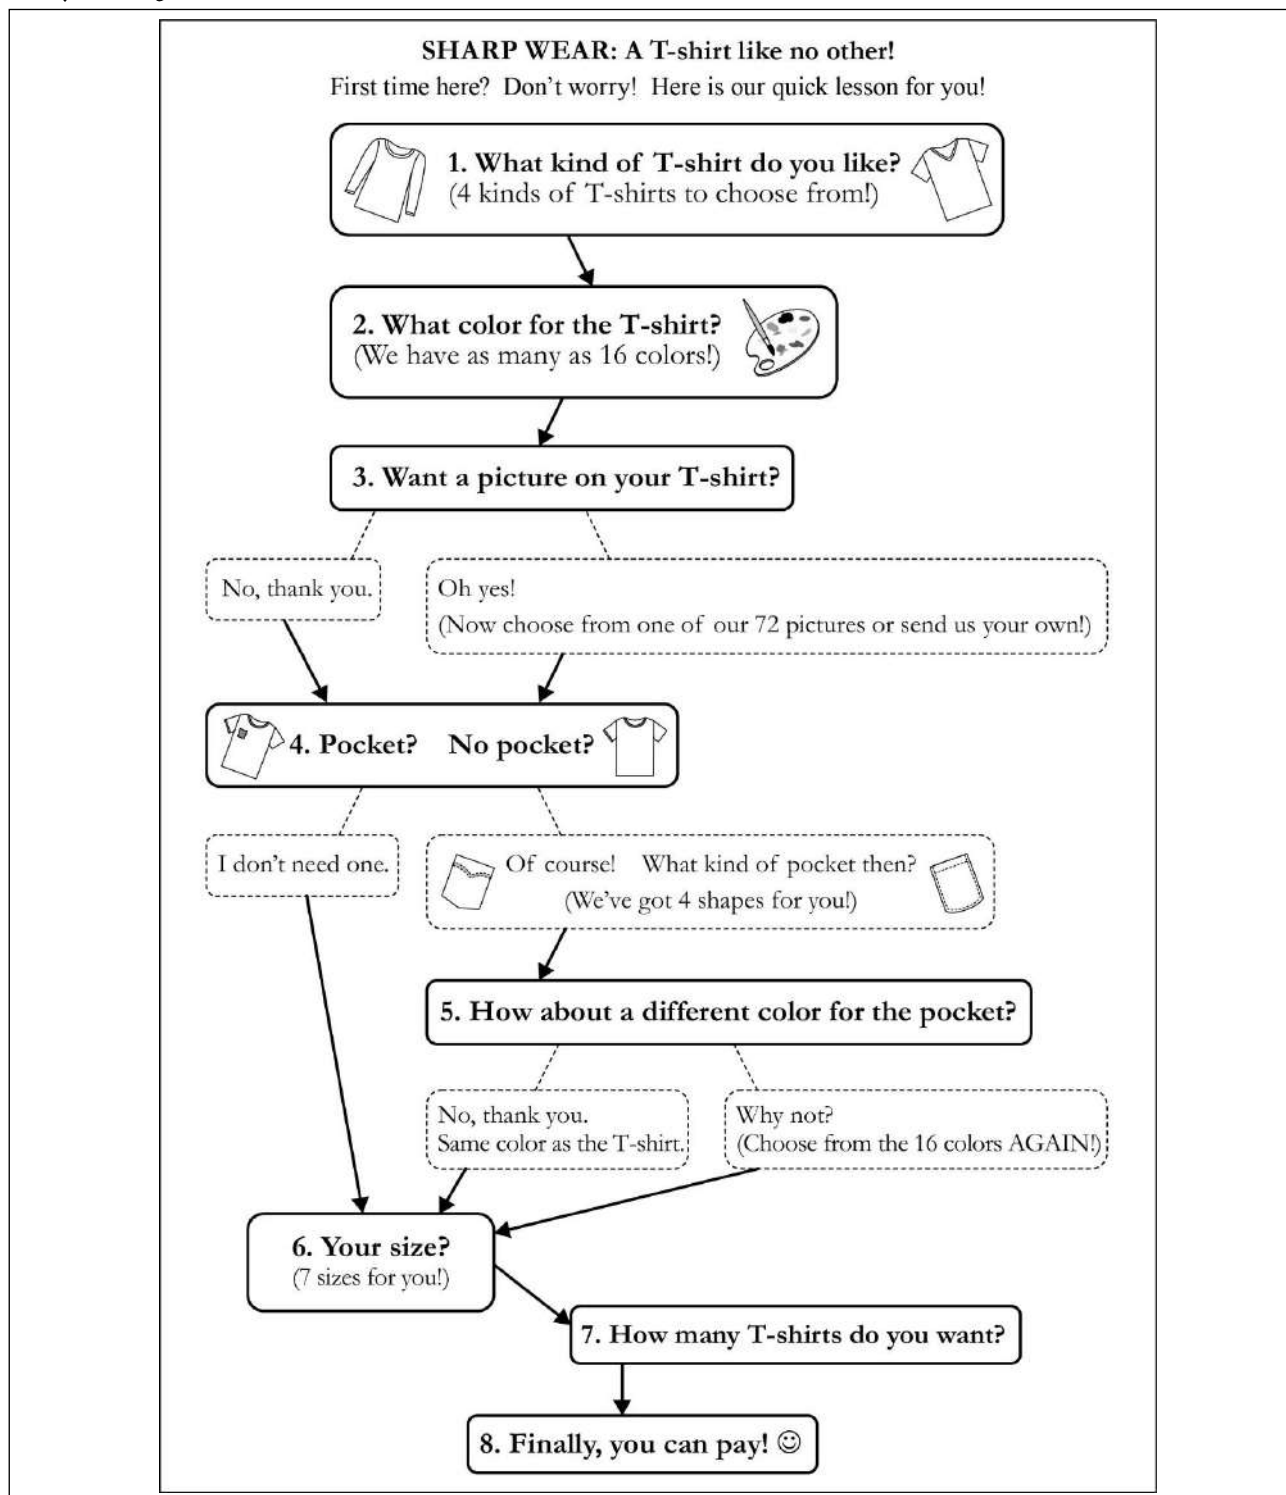 SHARP WEAR: A T-shirt like no other!
First time here? Don't worry! Here is our quick lesson for you!
1. What kind of T-shirt do you like?
(4 kinds of T-shirts to choose from!)
2. What color for the T-shirt?
(We have as many as 16 colors!)
3. Want a picture on your T-shirt?
No, thank you.
Oh yes!
(Now choose from one of our 72 pictures or send us your own!)
4. Pocket? No pocket?
I don't need one.
Of course! What kind of pocket then?
(We've got 4 shapes for you!)
5. How about a different color for the pocket?
No, thank you.
Same color as the T-shirt.
Why not?
(Choose from the 16 colors AGAIN!)
6. Your size?
(7 sizes for you!)
7. How many T-shirts do you want?
8. Finally, you can pay! ☺